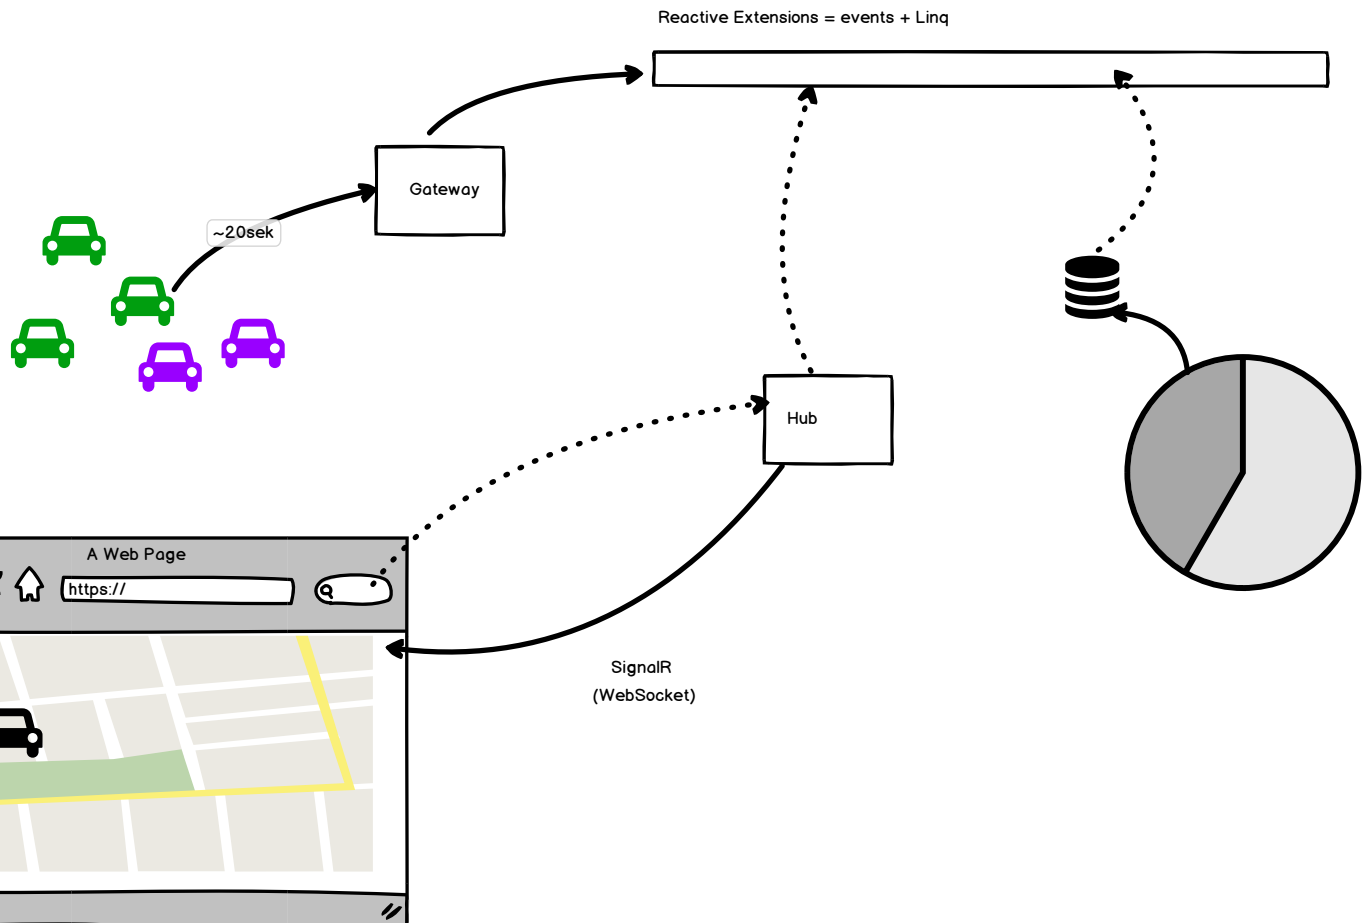 Reactive Extensions = events + Linq
Gateway
~20sek
Hub
A Web Page
https://
SignalR
(WebSocket)